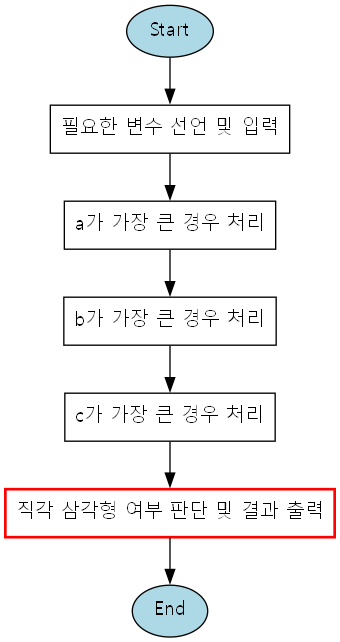 Start
필요한 변수 선언 및 입력
a가 가장 큰 경우 처리
b가 가장 큰 경우 처리
c가 가장 큰 경우 처리
직각 삼각형 여부 판단 및 결과 출력
End